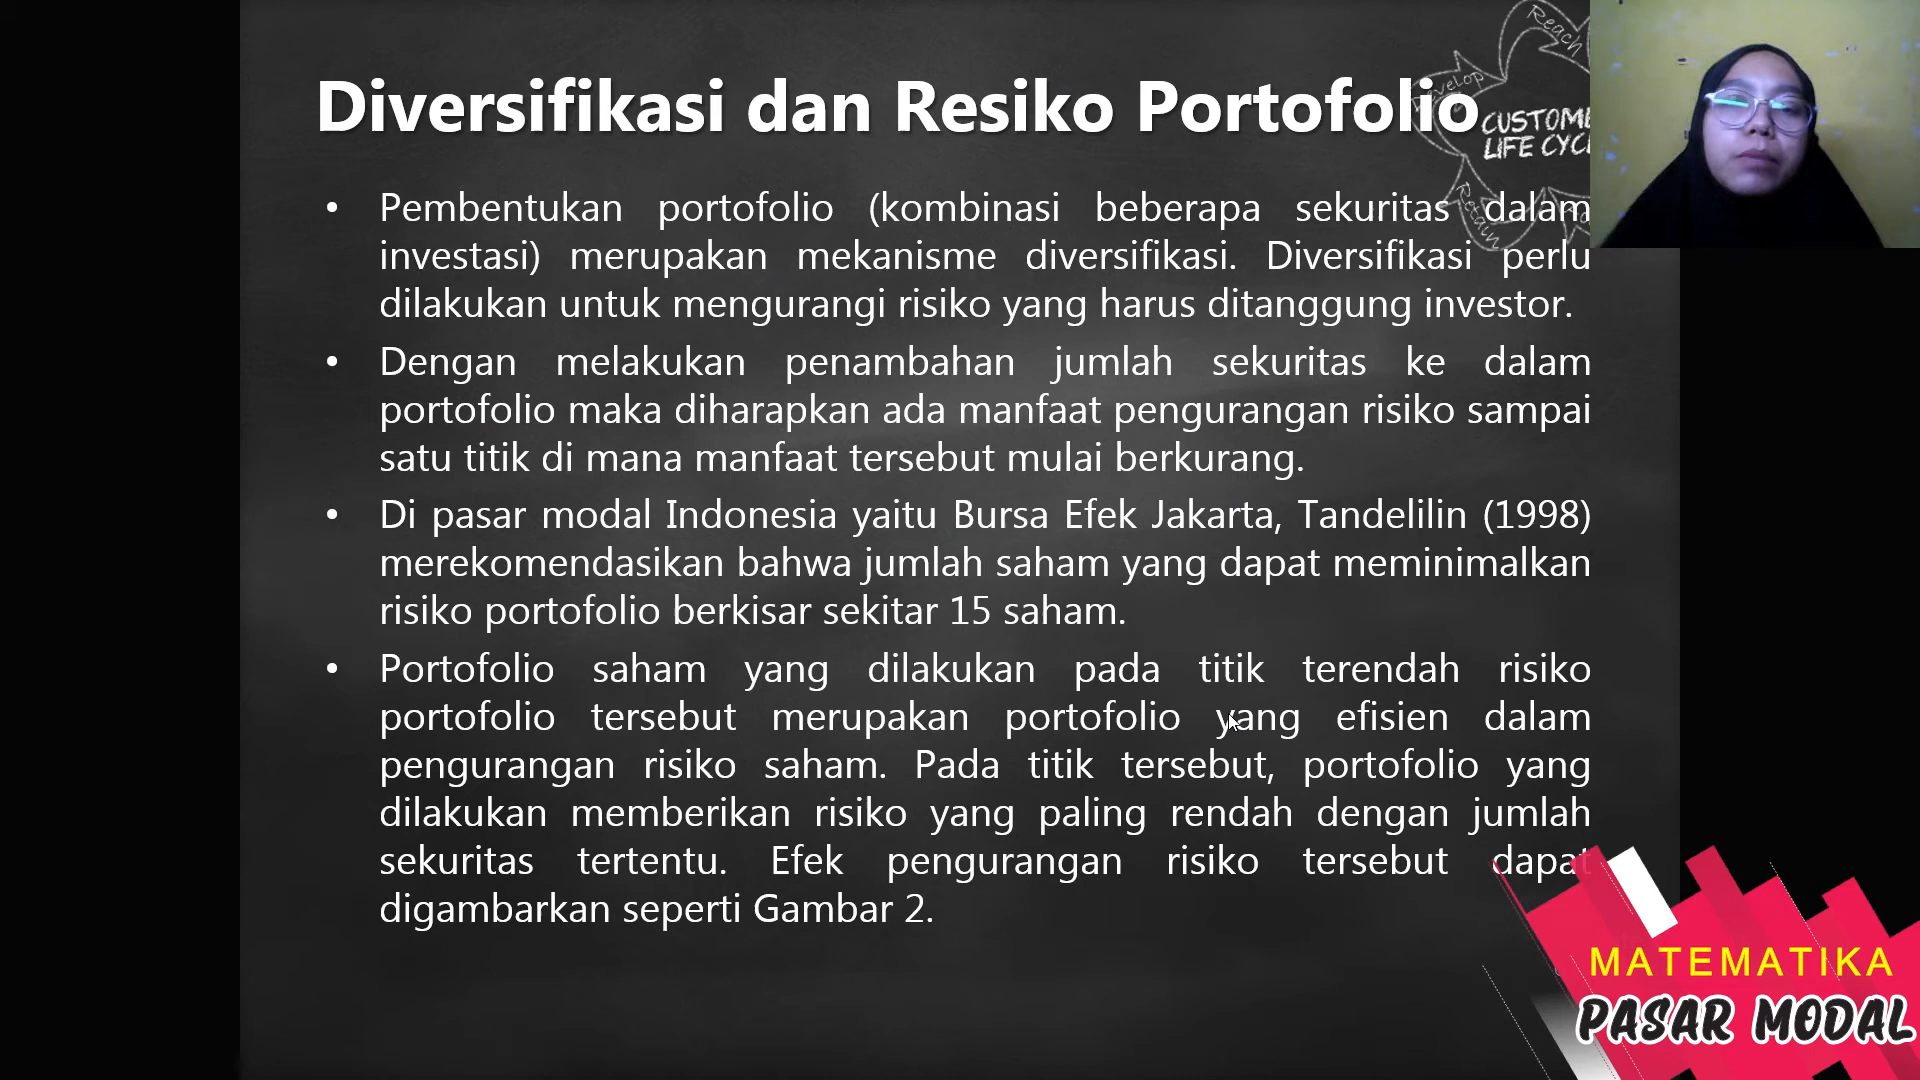 Diversifikasi dan Resiko Portofolio
Reach
Develop
CUSTOME
LIFE CYC
Retain
• Pembentukan portofolio (kombinasi beberapa sekuritas dalam
investasi) merupakan mekanisme diversifikasi. Diversifikasi perlu
dilakukan untuk mengurangi risiko yang harus ditanggung investor.
• Dengan melakukan penambahan jumlah sekuritas ke dalam
portofolio maka diharapkan ada manfaat pengurangan risiko sampai
satu titik di mana manfaat tersebut mulai berkurang.
• Di pasar modal Indonesia yaitu Bursa Efek Jakarta, Tandelilin (1998)
merekomendasikan bahwa jumlah saham yang dapat meminimalkan
risiko portofolio berkisar sekitar 15 saham.
• Portofolio saham yang dilakukan pada titik terendah risiko
portofolio tersebut merupakan portofolio yang efisien dalam
pengurangan risiko saham. Pada titik tersebut, portofolio yang
dilakukan memberikan risiko yang paling rendah dengan jumlah
sekuritas tertentu. Efek pengurangan risiko tersebut dapat
digambarkan seperti Gambar 2.
MATEMATIKA
PASAR MODAL